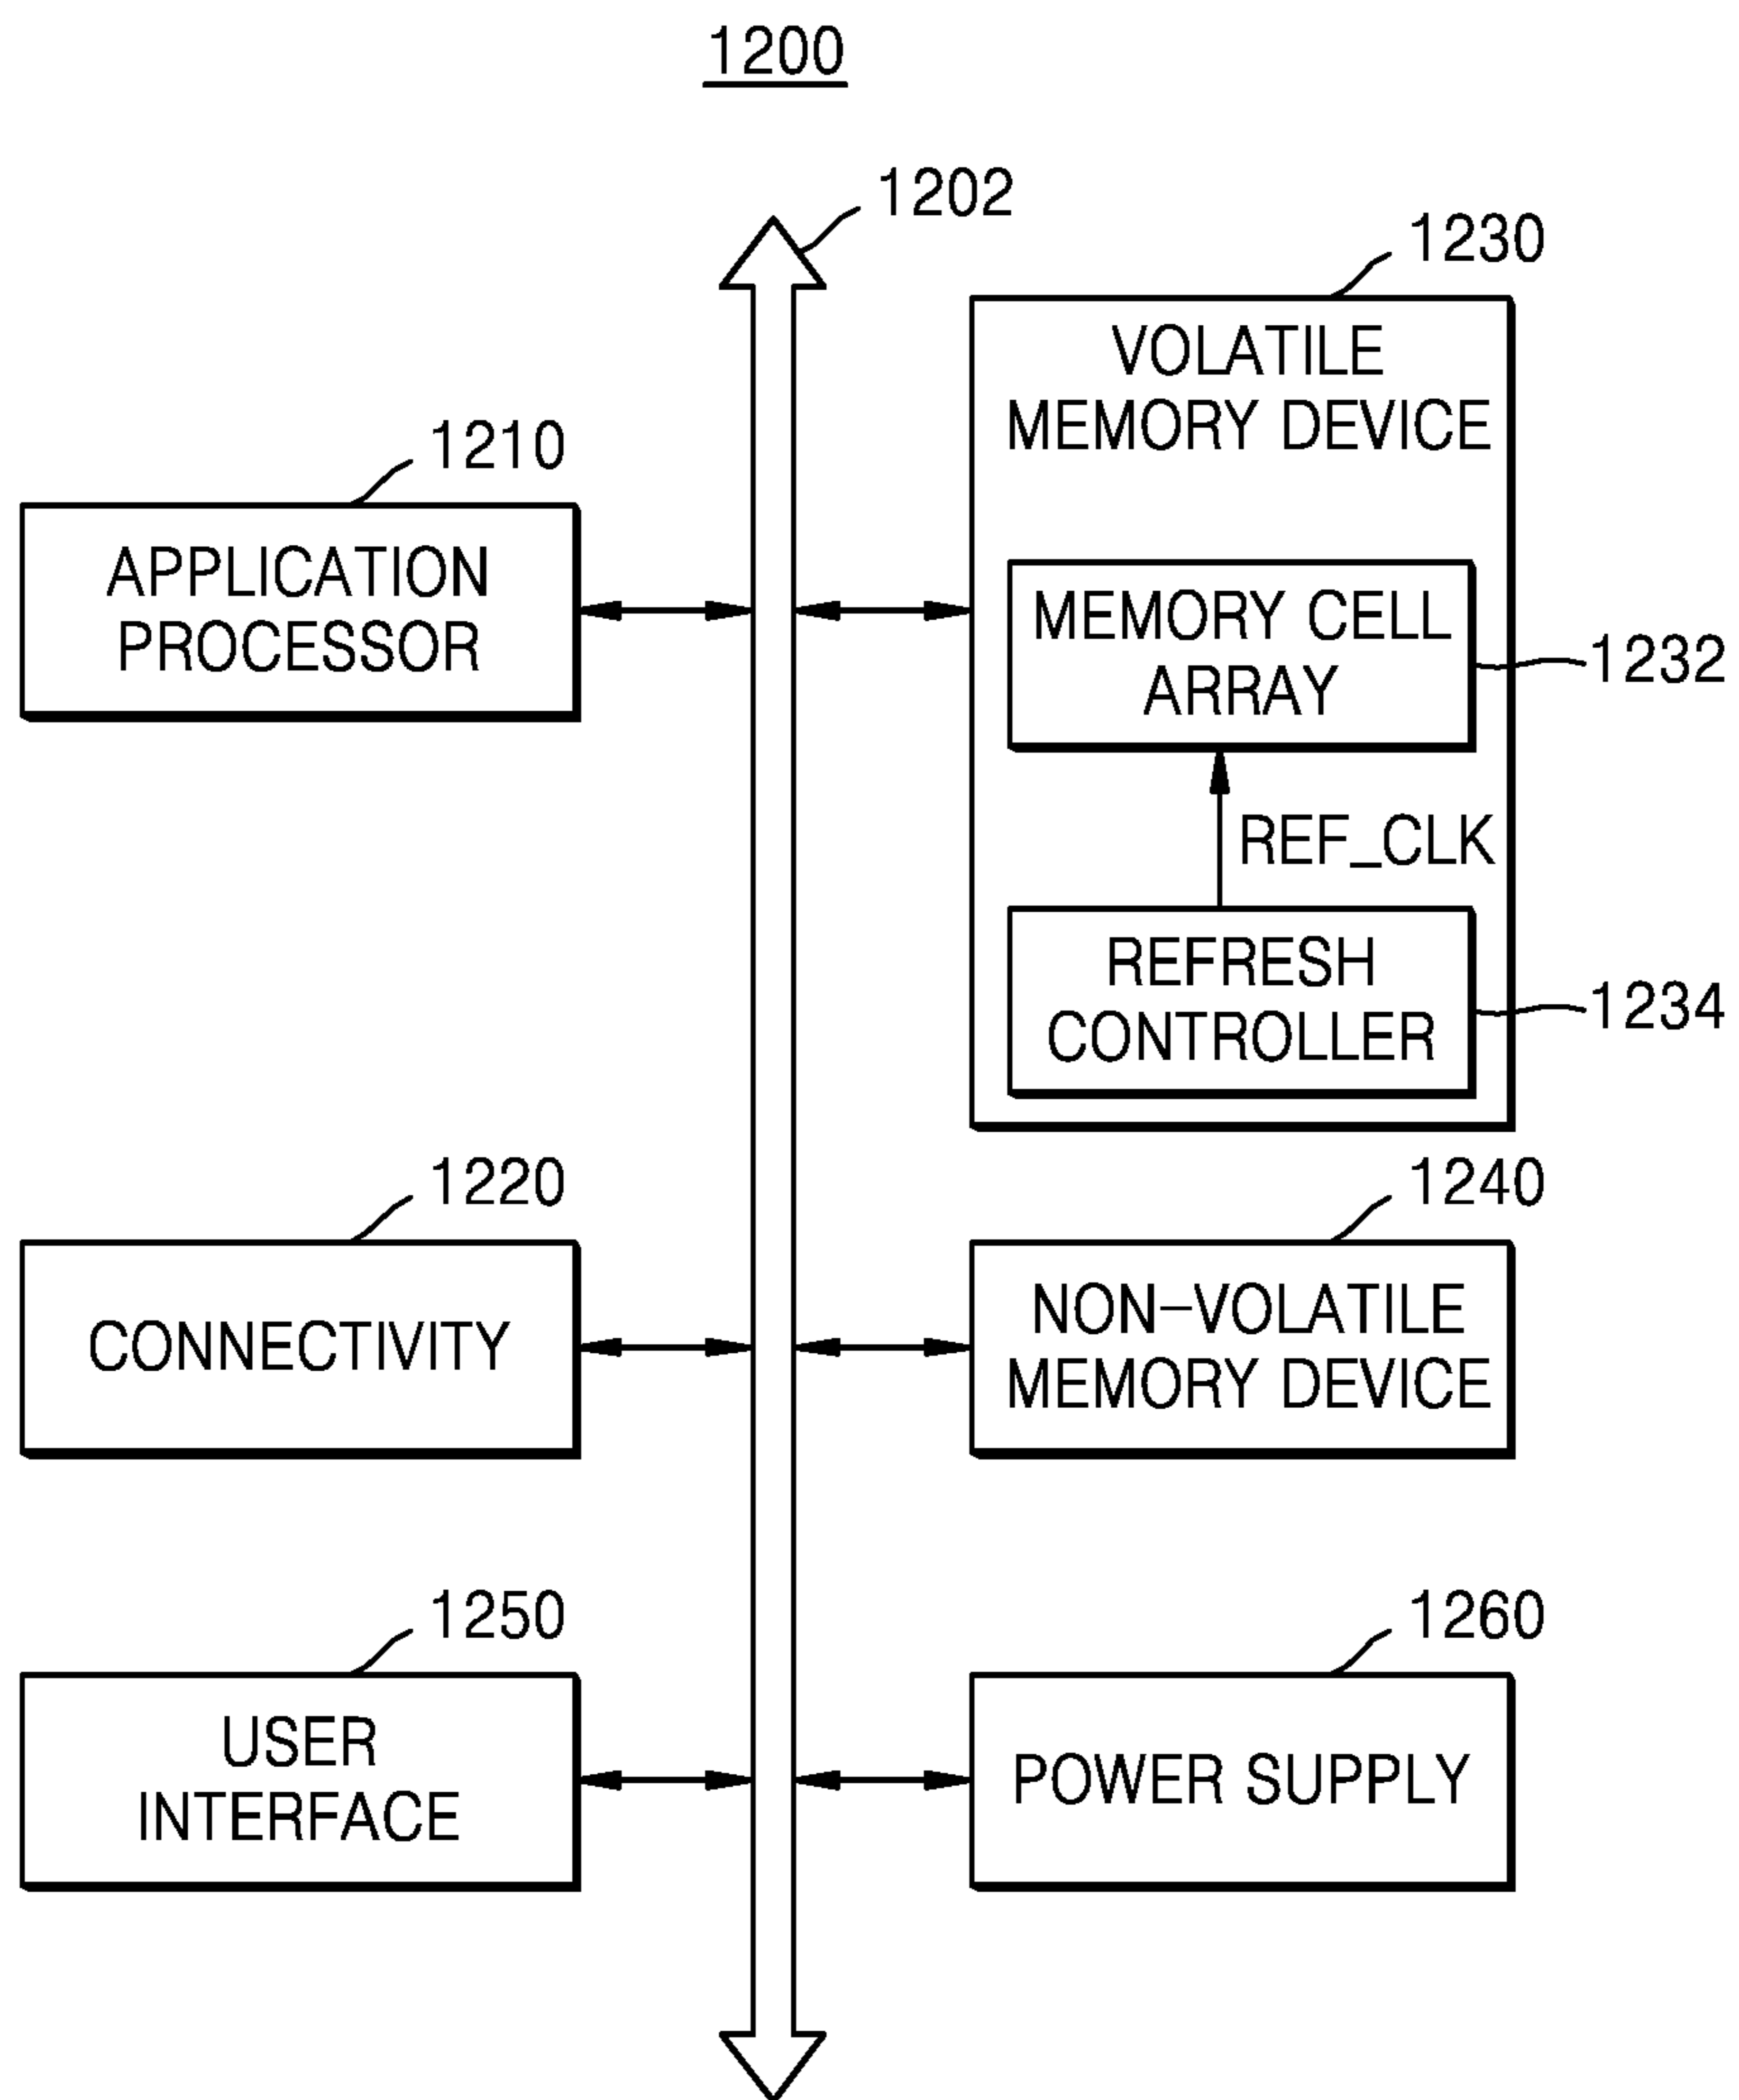 1200
1202
1230
VOLATILE
MEMORY DEVICE
1210
APPLICATION
PROCESSOR
MEMORY CELL
ARRAY
1232
REF_CLK
REFRESH
CONTROLLER
1234
1220
CONNECTIVITY
1240
NON-VOLATILE
MEMORY DEVICE
1250
USER
INTERFACE
1260
POWER SUPPLY